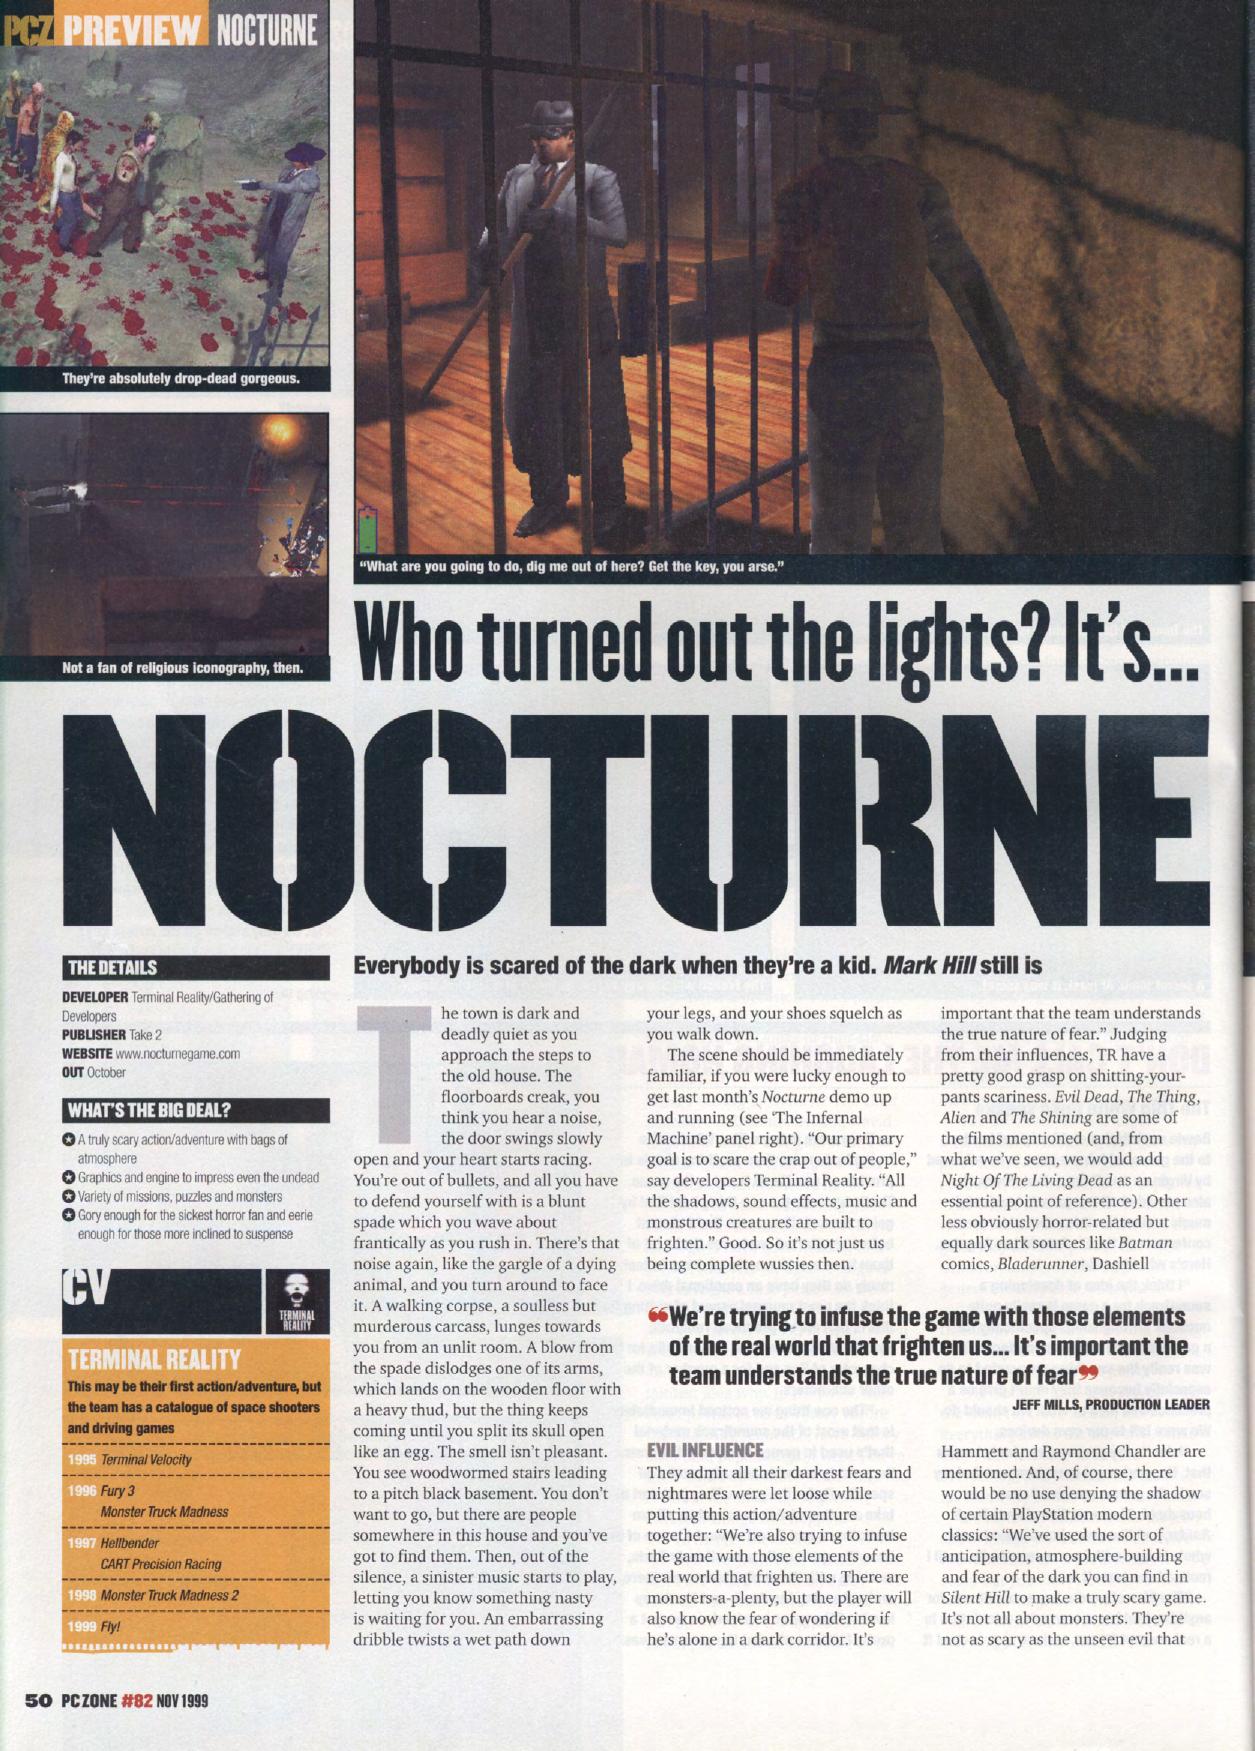 PCZ PREVIEW NOCTURNE
They're absolutely drop-dead gorgeous.
Not a fan of religious iconography, then.
"What are you going to do, dig me out of here? Get the key, you arse."
Who turned out the lights? It's...
NOCTURNE
Everybody is scared of the dark when they're a kid. Mark Hill still is
THE DETAILS
DEVELOPER Terminal Reality/Gathering of
Developers
PUBLISHER Take 2
WEBSITE www.nocturnegame.com
OUT October
WHAT'S THE BIG DEAL?
A truly scary action/adventure with bags of
atmosphere
Graphics and engine to impress even the undead
Variety of missions, puzzles and monsters
Gory enough for the sickest horror fan and eerie
enough for those more inclined to suspense
CV
TERMINAL
REALITY
TERMINAL REALITY
This may be their first action/adventure, but
the team has a catalogue of space shooters
and driving games
1995 Terminal Velocity
1996 Fury 3
Monster Truck Madness
1997 Hellbender
CART Precision Racing
1998 Monster Truck Madness 2
1999 Fly!
The town is dark and
deadly quiet as you
approach the steps to
the old house. The
floorboards creak, you
think you hear a noise,
the door swings slowly
open and your heart starts racing.
You're out of bullets, and all you have
to defend yourself with is a blunt
spade which you wave about
frantically as you rush in. There's that
noise again, like the gargle of a dying
animal, and you turn around to face
it. A walking corpse, a soulless but
murderous carcass, lunges towards
you from an unlit room. A blow from
the spade dislodges one of its arms,
which lands on the wooden floor with
a heavy thud, but the thing keeps
coming until you split its skull open
like an egg. The smell isn't pleasant.
You see woodwormed stairs leading
to a pitch black basement. You don't
want to go, but there are people
somewhere in this house and you've
got to find them. Then, out of the
silence, a sinister music starts to play,
letting you know something nasty
is waiting for you. An embarrassing
dribble twists a wet path down
your legs, and your shoes squelch as
you walk down.
The scene should be immediately
familiar, if you were lucky enough to
get last month's Nocturne demo up
and running (see 'The Infernal
Machine' panel right). "Our primary
goal is to scare the crap out of people,"
say developers Terminal Reality. "All
the shadows, sound effects, music and
monstrous creatures are built to
frighten." Good. So it's not just us
being complete wussies then.
"We're trying to infuse the game with those elements
of the real world that frighten us... It's important the
team understands the true nature of fear"
JEFF MILLS, PRODUCTION LEADER
EVIL INFLUENCE
They admit all their darkest fears and
nightmares were let loose while
putting this action/adventure
together: "We're also trying to infuse
the game with those elements of the
real world that frighten us. There are
monsters-a-plenty, but the player will
also know the fear of wondering if
he's alone in a dark corridor. It's
important that the team understands
the true nature of fear." Judging
from their influences, TR have a
pretty good grasp on shitting-your-
pants scariness. Evil Dead, The Thing,
Alien and The Shining are some of
the films mentioned (and, from
what we've seen, we would add
Night Of The Living Dead as an
essential point of reference). Other
less obviously horror-related but
equally dark sources like Batman
comics, Bladerunner, Dashiell
Hammett and Raymond Chandler are
mentioned. And, of course, there
would be no use denying the shadow
of certain PlayStation modern
classics: "We've used the sort of
anticipation, atmosphere-building
and fear of the dark you can find in
Silent Hill to make a truly scary game.
It's not all about monsters. They're
not as scary as the unseen evil that
50 PC ZONE #82 NOV 1999